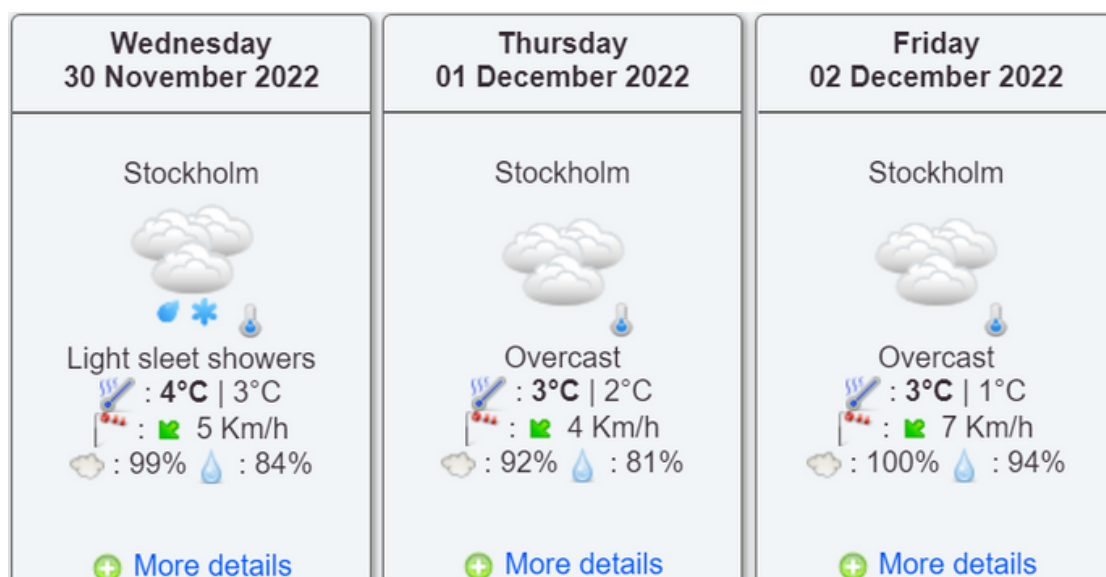 Wednesday
30 November 2022
Stockholm
Light sleet showers
: 4°C | 3°C
: 5 Km/h
: 99% : 84%
More details
Thursday
01 December 2022
Stockholm
Overcast
: 3°C | 2°C
: 4 Km/h
: 92% : 81%
More details
Friday
02 December 2022
Stockholm
Overcast
: 3°C | 1°C
: 7 Km/h
: 100% : 94%
More details